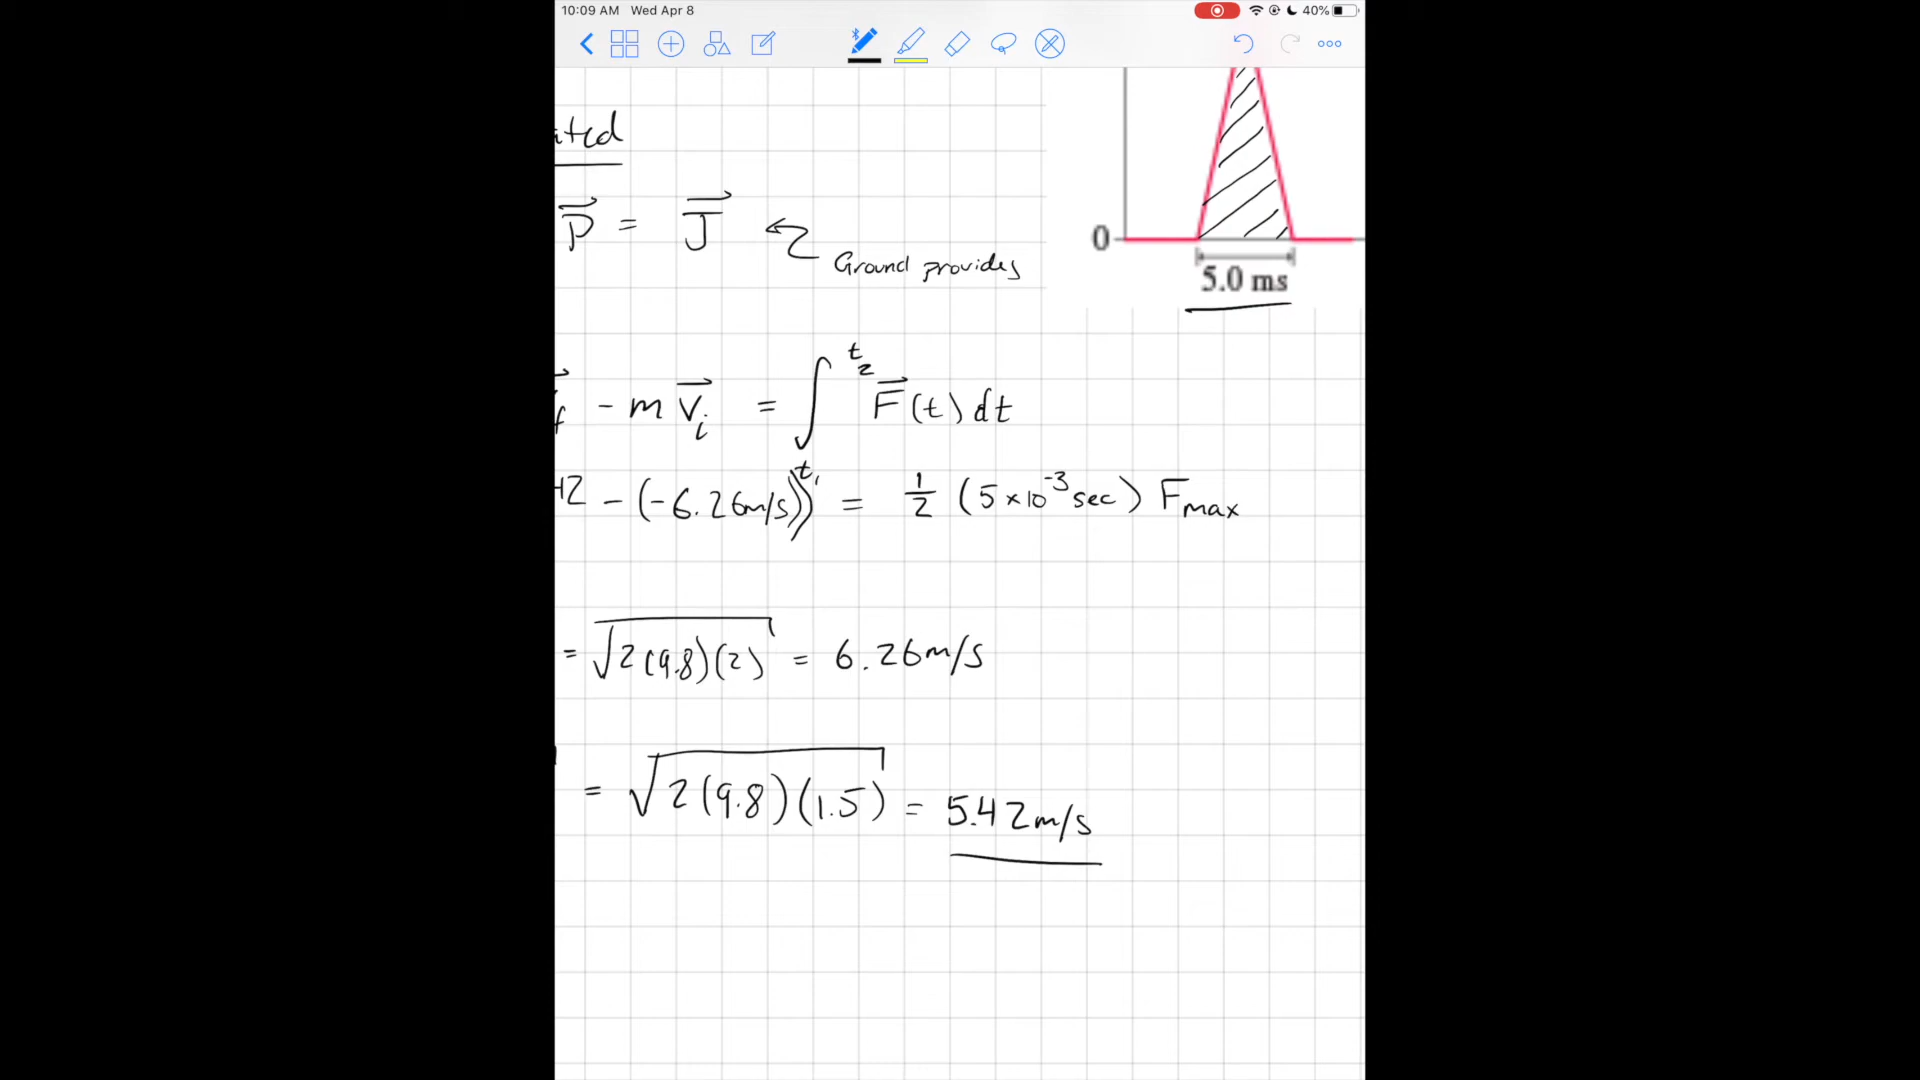 10:09 AM Wed Apr 8 40%
ated
P = J
Ground provides
0
5.0 ms
f - m v_i = ∫_{t_1}^{t_2} F(t) dt
42 - (-6.26m/s)) = 1/2 (5×10^-3 sec) F_max
= √2(9.8)(2) = 6.26m/s
= √2(9.8)(1.5) = 5.42m/s